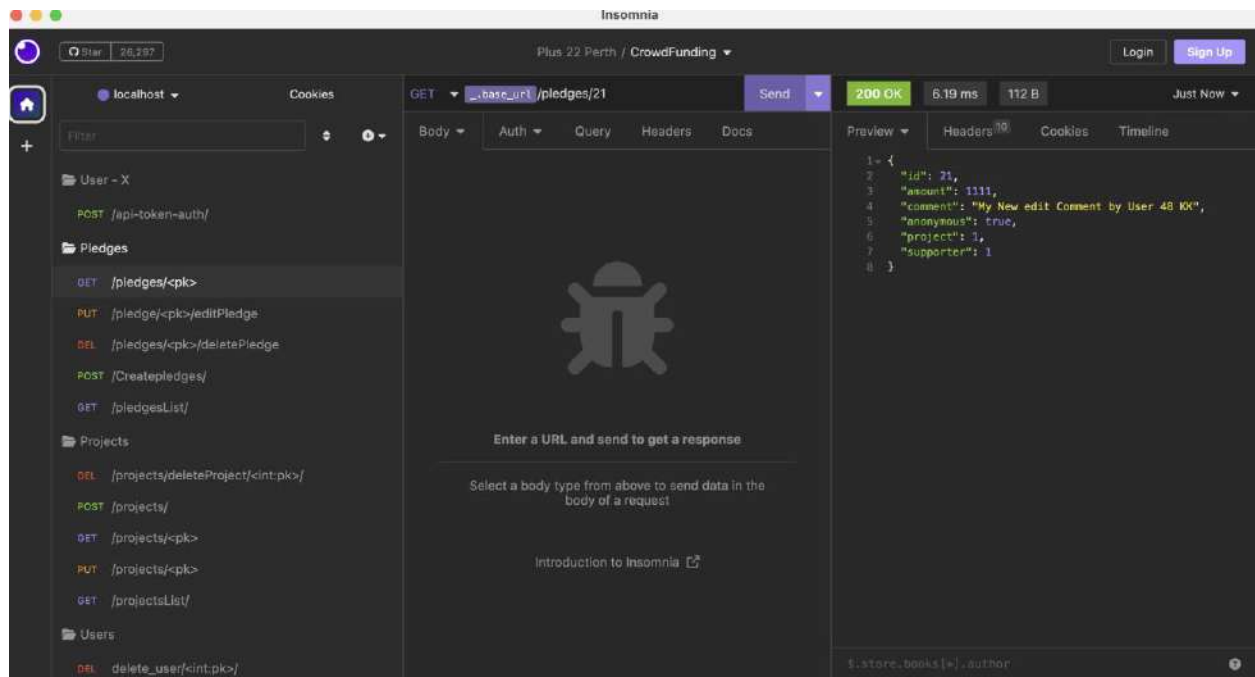 Insomnia
Star 26,297
Plus 22 Perth / CrowdFunding
Login
Sign Up
localhost
Cookies
Filter
User - X
POST /api-token-auth/
Pledges
GET /pledges/<pk>
PUT /pledge/<pk>/editPledge
DEL /pledges/<pk>/deletePledge
POST /Createpledges/
GET /pledgesList/
Projects
DEL /projects/deleteProject/<int:pk>/
POST /projects/
GET /projects/<pk>
PUT /projects/<pk>
GET /projectsList/
Users
DEL delete_user/<int:pk>/
GET _.base_url /pledges/21
Send
Body Auth Query Headers Docs
Enter a URL and send to get a response
Select a body type from above to send data in the
body of a request
Introduction to Insomnia
200 OK 6.19 ms 112 B Just Now
Preview Headers 10 Cookies Timeline
1 {
2 "id": 21,
3 "amount": 1111,
4 "comment": "My New edit Comment by User 48 KK",
5 "anonymous": true,
6 "project": 1,
7 "supporter": 1
8 }
$.store.books[*].author